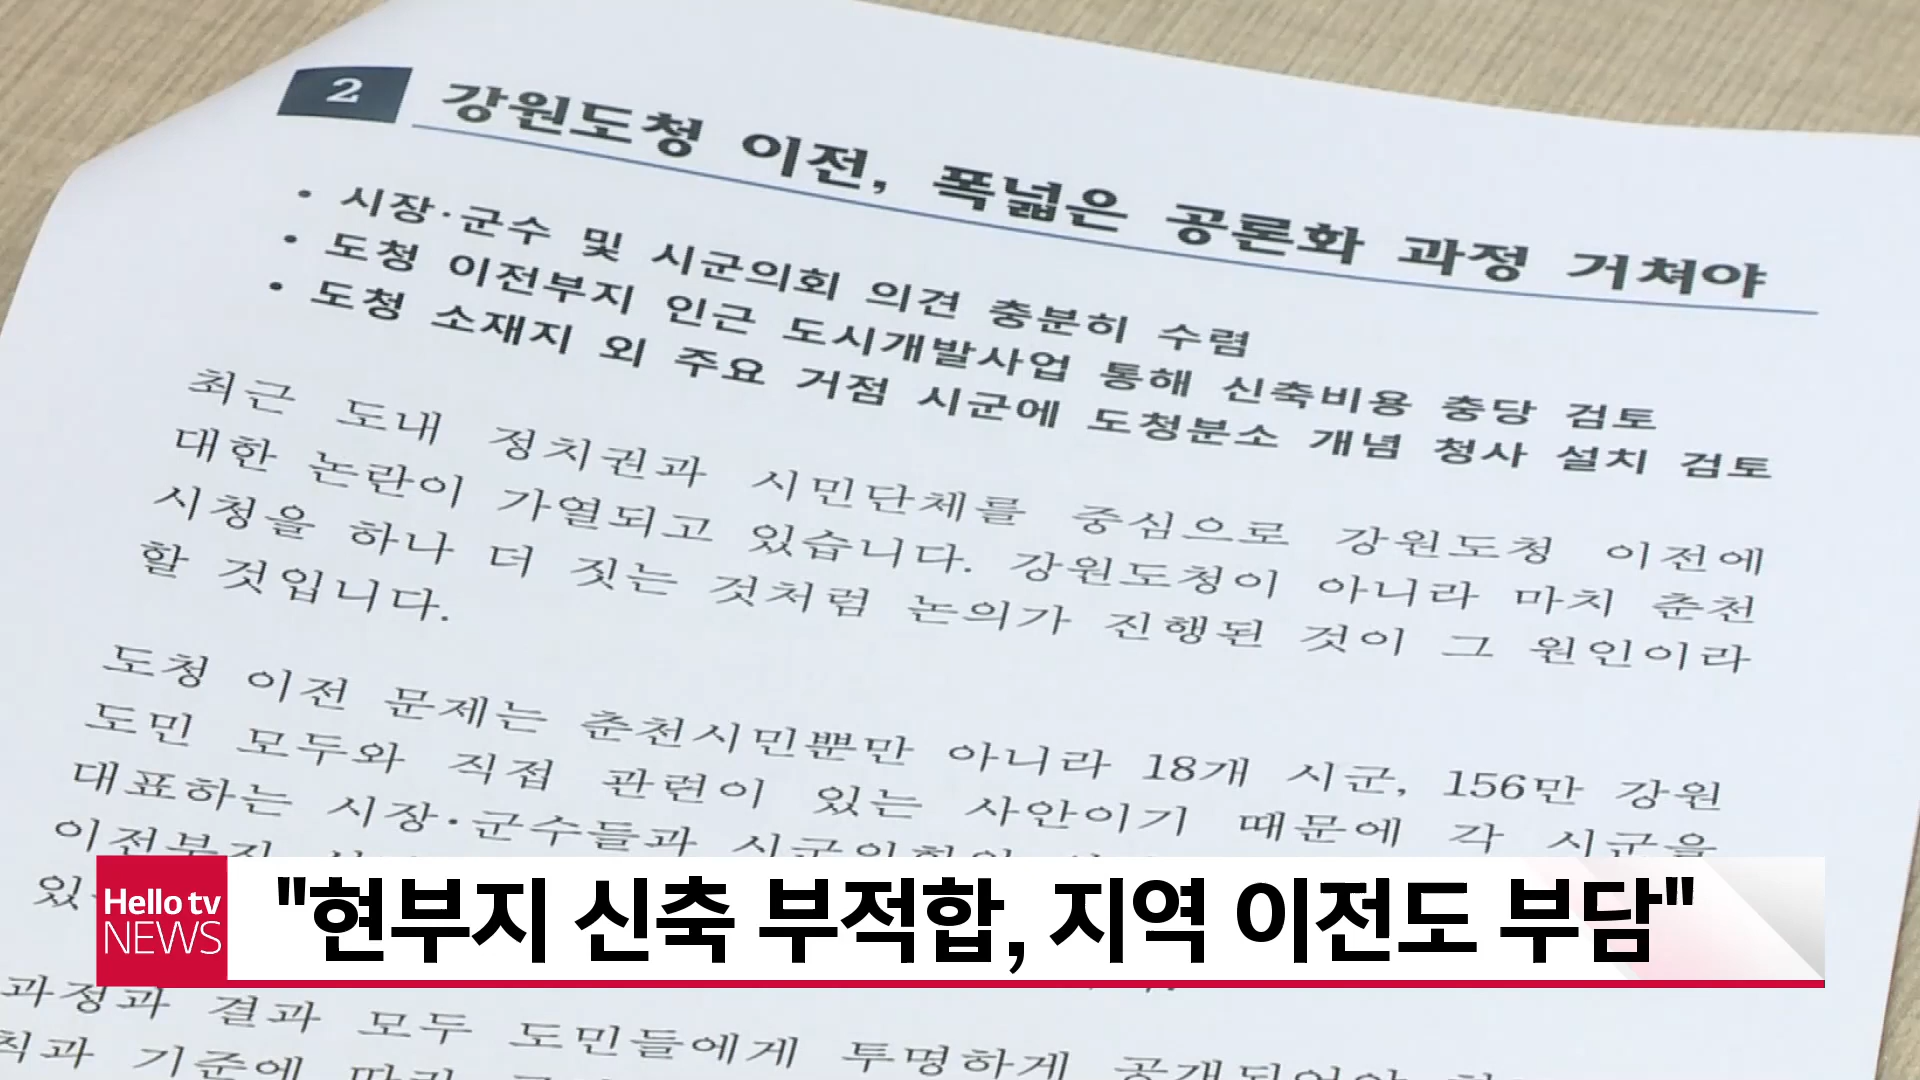 2 강원도청 이전, 폭넓은 공론화 과정 거쳐야
• 시장·군수 및 시군의회 의견 충분히 수렴
• 도청 이전부지 인근 도시개발사업 통해 신축비용 충당 검토
• 도청 소재지 외 주요 거점 시군에 도청분소 개념 청사 설치 검토
최근 도내 정치권과 시민단체를 중심으로 강원도청 이전에
대한 논란이 가열되고 있습니다. 강원도청이 아니라 마치 춘천
시청을 하나 더 짓는 것처럼 논의가 진행된 것이 그 원인이라
할 것입니다.
도청 이전 문제는 춘천시민뿐만 아니라 18개 시군, 156만 강원
도민 모두와 직접 관련이 있는 사안이기 때문에 각 시군을
대표하는 시장·군수들과
이전부지
Hello tv
NEWS
"현부지 신축 부적합, 지역 이전도 부담"
과정과 결과 모두 도민들에게 투명하게
기준에